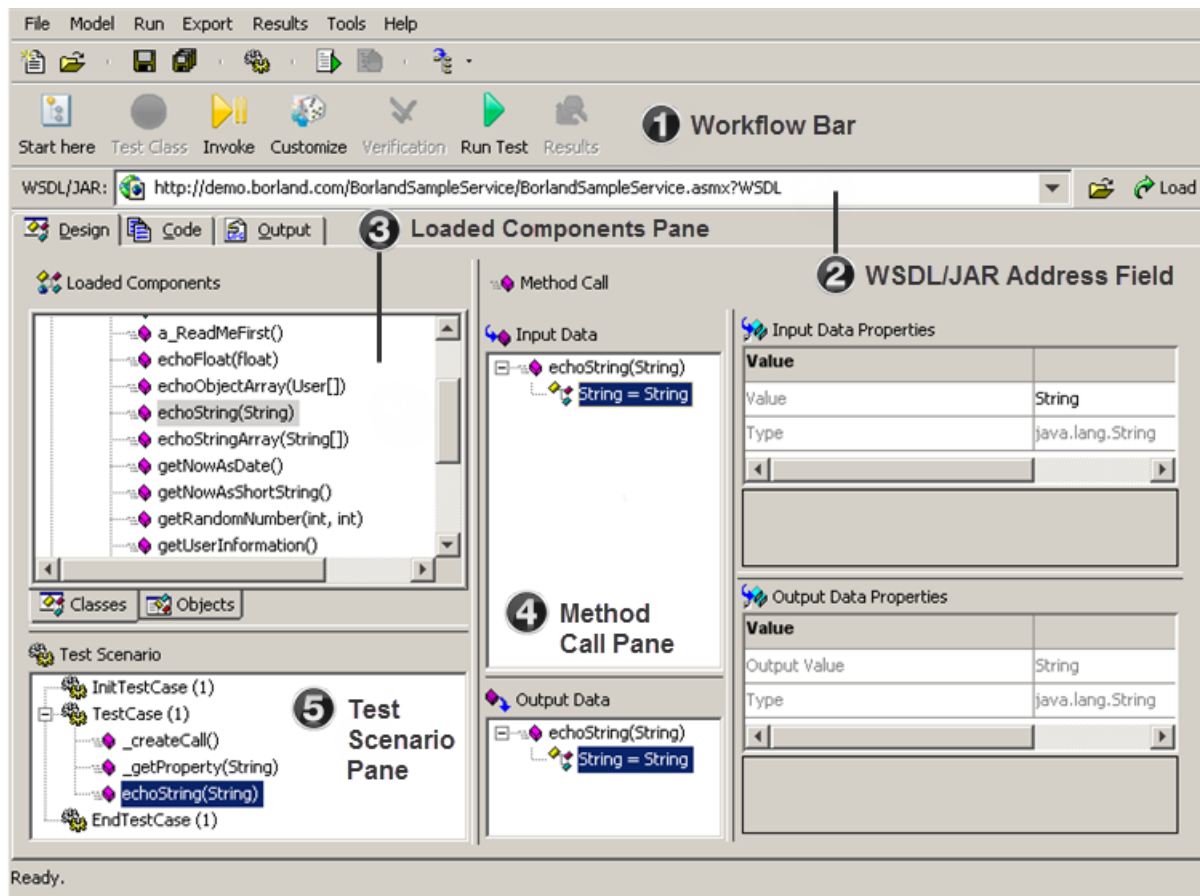 File Model Run Export Results Tools Help
Start here Test Class Invoke Customize Verification Run Test Results
1 Workflow Bar
WSDL/JAR: http://demo.borland.com/BorlandSampleService/BorlandSampleService.asmx?WSDL Load
Design Code Output
3 Loaded Components Pane
2 WSDL/JAR Address Field
Loaded Components
a_ReadMeFirst()
echoFloat(float)
echoObjectArray(User[])
echoString(String)
echoStringArray(String[])
getNowAsDate()
getNowAsShortString()
getRandomNumber(int, int)
getUserInformation()
Classes Objects
Test Scenario
InitTestCase (1)
TestCase (1)
_createCall()
_getProperty(String)
echoString(String)
EndTestCase (1)
5 Test
Scenario
Pane
Method Call
Input Data
echoString(String)
String = String
4 Method
Call Pane
Output Data
echoString(String)
String = String
Input Data Properties
Value
Value String
Type java.lang.String
Output Data Properties
Value
Output Value String
Type java.lang.String
Ready.